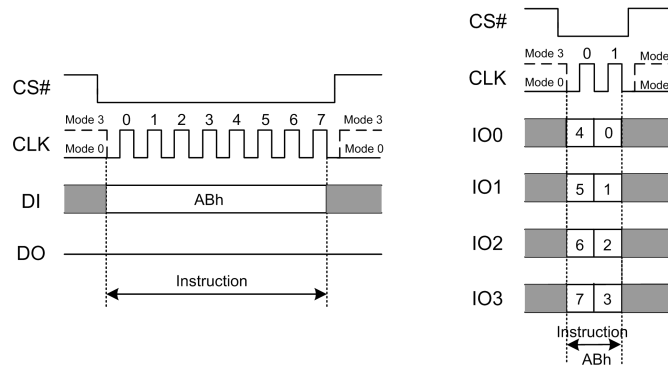 CS#
Mode 3 0 1 2 3 4 5 6 7 Mode 3
CLK
Mode 0 Mode 0
DI ABh
DO
Instruction
CS#
Mode 3 0 1 Mode
CLK
Mode 0 Mode
IO0 4 0
IO1 5 1
IO2 6 2
IO3 7 3
Instruction
ABh